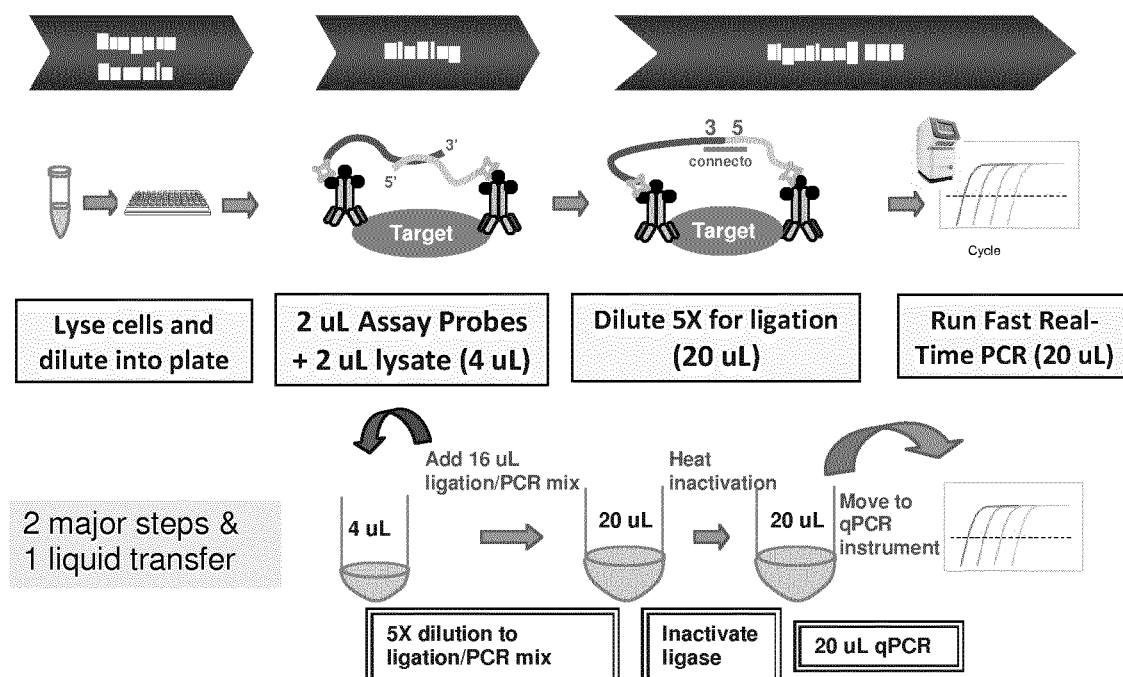 3'
5'
Target
3 5
connecto
Target
Cycle
Lyse cells and
dilute into plate
2 uL Assay Probes
+ 2 uL lysate (4 uL)
Dilute 5X for ligation
(20 uL)
Run Fast Real-
Time PCR (20 uL)
2 major steps &
1 liquid transfer
4 uL
Add 16 uL
ligation/PCR mix
20 uL
Heat
inactivation
20 uL
Move to
qPCR
instrument
5X dilution to
ligation/PCR mix
Inactivate
ligase
20 uL qPCR